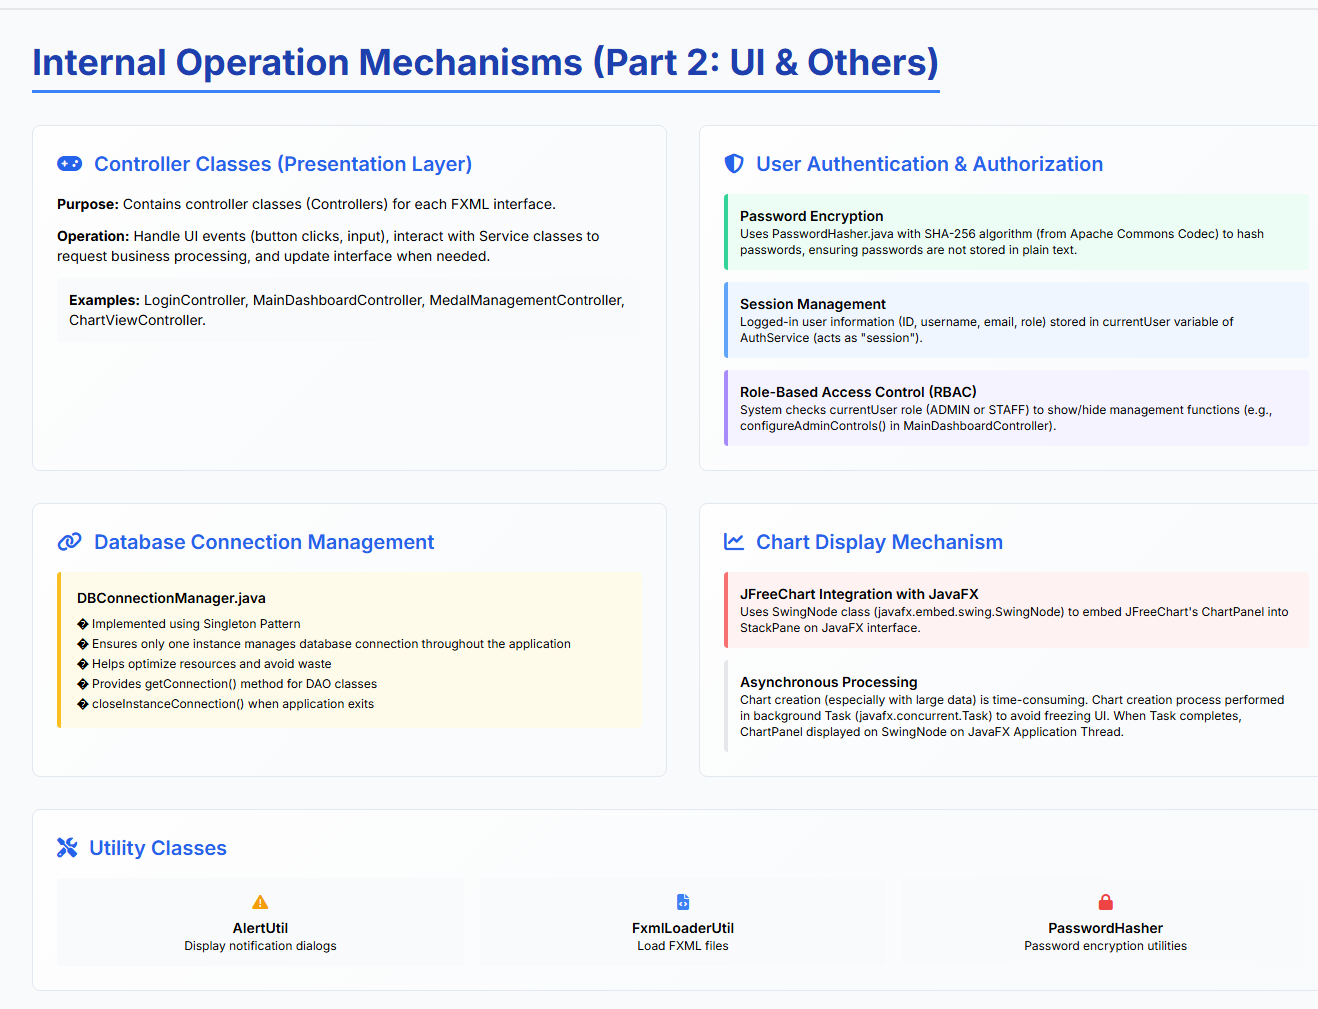 Internal Operation Mechanisms (Part 2: UI & Others)
Controller Classes (Presentation Layer)
Purpose: Contains controller classes (Controllers) for each FXML interface.
Operation: Handle UI events (button clicks, input), interact with Service classes to
request business processing, and update interface when needed.
Examples: LoginController, MainDashboardController, MedalManagementController,
ChartViewController.
User Authentication & Authorization
Password Encryption
Uses PasswordHasher.java with SHA-256 algorithm (from Apache Commons Codec) to hash
passwords, ensuring passwords are not stored in plain text.
Session Management
Logged-in user information (ID, username, email, role) stored in currentUser variable of
AuthService (acts as "session").
Role-Based Access Control (RBAC)
System checks currentUser role (ADMIN or STAFF) to show/hide management functions (e.g.,
configureAdminControls() in MainDashboardController).
Database Connection Management
DBConnectionManager.java
� Implemented using Singleton Pattern
� Ensures only one instance manages database connection throughout the application
� Helps optimize resources and avoid waste
� Provides getConnection() method for DAO classes
� closeInstanceConnection() when application exits
Chart Display Mechanism
JFreeChart Integration with JavaFX
Uses SwingNode class (javafx.embed.swing.SwingNode) to embed JFreeChart's ChartPanel into
StackPane on JavaFX interface.
Asynchronous Processing
Chart creation (especially with large data) is time-consuming. Chart creation process performed
in background Task (javafx.concurrent.Task) to avoid freezing UI. When Task completes,
ChartPanel displayed on SwingNode on JavaFX Application Thread.
Utility Classes
AlertUtil
Display notification dialogs
FxmlLoaderUtil
Load FXML files
PasswordHasher
Password encryption utilities